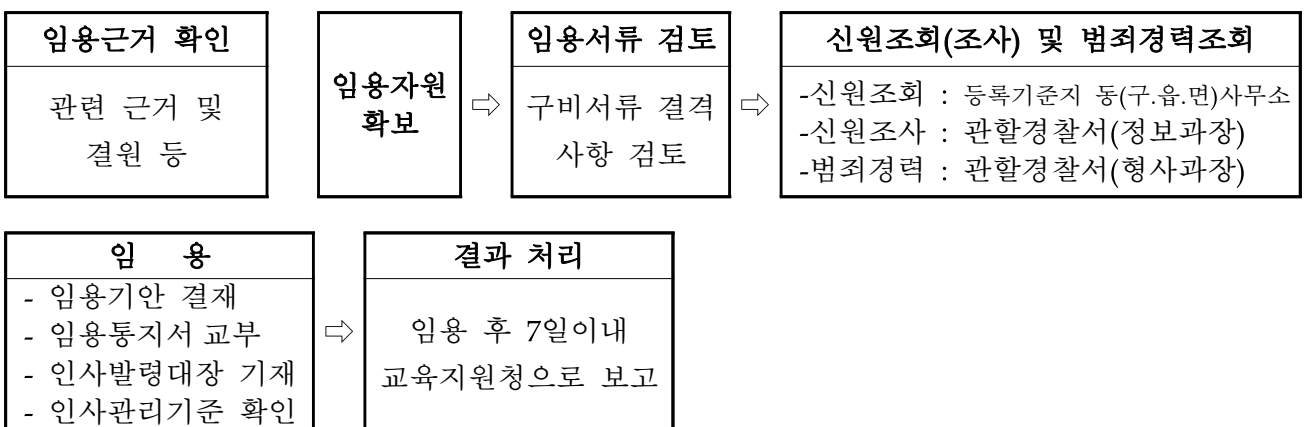 임용근거 확인
관련 근거 및
결원 등
임용자원
확보
⇨
임용서류 검토
구비서류 결격
사항 검토
⇨
신원조회(조사) 및 범죄경력조회
-신원조회 : 등록기준지 동(구.읍.면)사무소
-신원조사 : 관할경찰서(정보과장)
-범죄경력 : 관할경찰서(형사과장)
임 용
- 임용기안 결재
- 임용통지서 교부
- 인사발령대장 기재
- 인사관리기준 확인
⇨
결과 처리
임용 후 7일이내
교육지원청으로 보고